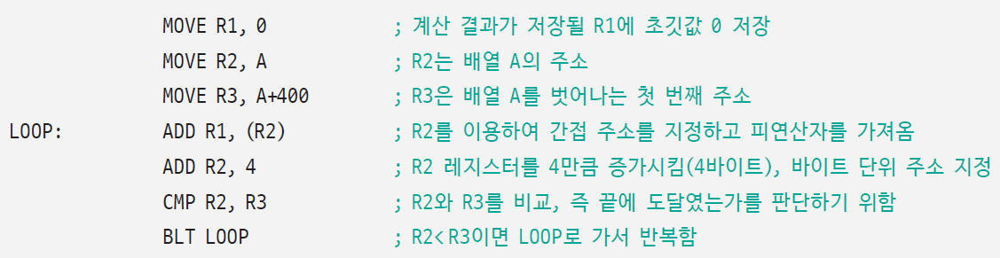 MOVE R1, 0 ; 계산 결과가 저장될 R1에 초깃값 0 저장
MOVE R2, A ; R2는 배열 A의 주소
MOVE R3, A+400 ; R3은 배열 A를 벗어나는 첫 번째 주소
LOOP: ADD R1, (R2) ; R2를 이용하여 간접 주소를 지정하고 피연산자를 가져옴
ADD R2, 4 ; R2 레지스터를 4만큼 증가시킴(4바이트), 바이트 단위 주소 지정
CMP R2, R3 ; R2와 R3를 비교, 즉 끝에 도달였는가를 판단하기 위함
BLT LOOP ; R2<R3이면 LOOP로 가서 반복함